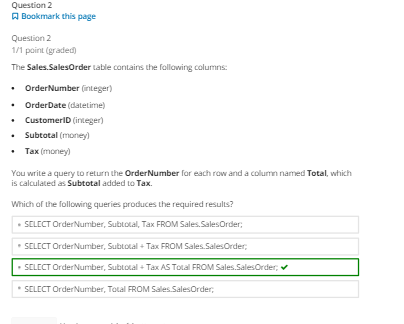 Question 2
Bookmark this page
Question 2
1/1 point (graded)
The Sales.SalesOrder table contains the following columns:
• OrderNumber (integer)
• OrderDate (datetime)
• CustomerID (integer)
• Subtotal (money)
• Tax (money)
You write a query to return the OrderNumber for each row and a column named Total, which
is calculated as Subtotal added to Tax.
Which of the following queries produces the required results?
SELECT OrderNumber, Subtotal, Tax FROM Sales.SalesOrder;
SELECT OrderNumber, Subtotal + Tax FROM Sales.SalesOrder;
SELECT OrderNumber, Subtotal + Tax AS Total FROM Sales.SalesOrder; ✔
SELECT OrderNumber, Total FROM Sales.SalesOrder;